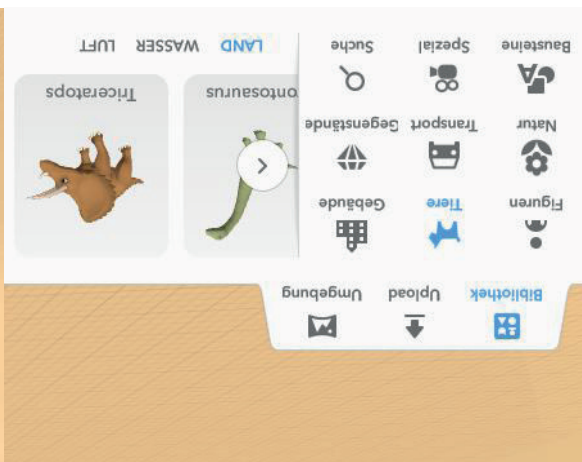 Bibliothek Upload Umgebung
Figuren Tiere Gebäude
Natur Transport Gegenstände
ontosaurus Triceratops
Bausteine Spezial Suche
LAND WASSER LUFT